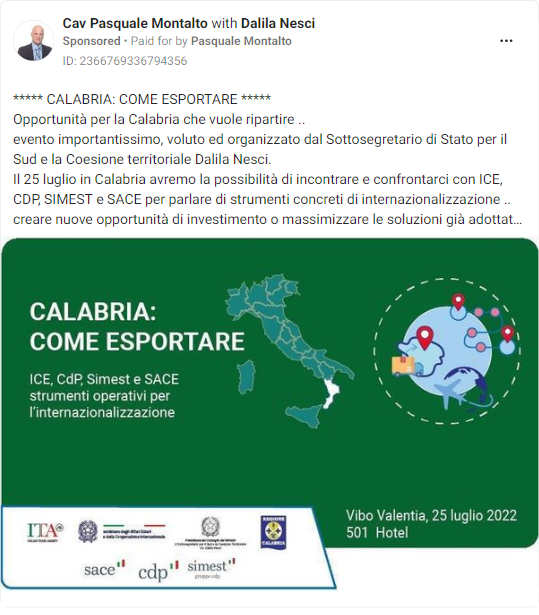 Cav Pasquale Montalto with Dalila Nesci
Sponsored • Paid for by Pasquale Montalto
ID: 2366769336794356
***** CALABRIA: COME ESPORTARE *****
Opportunità per la Calabria che vuole ripartire ..
evento importantissimo, voluto ed organizzato dal Sottosegretario di Stato per il
Sud e la Coesione territoriale Dalila Nesci.
Il 25 luglio in Calabria avremo la possibilità di incontrare e confrontarci con ICE,
CDP, SIMEST e SACE per parlare di strumenti concreti di internazionalizzazione ..
creare nuove opportunità di investimento o massimizzare le soluzioni già adottat…
CALABRIA:
COME ESPORTARE
ICE, CdP, Simest e SACE
strumenti operativi per
l'internazionalizzazione
Vibo Valentia, 25 luglio 2022
501 Hotel
ITA
ITALIAN TRADE AGENCY
Ministero degli Affari Esteri
e della Cooperazione Internazionale
REGIONE
CALABRIA
sace
cdp
simest
gruppo cdp